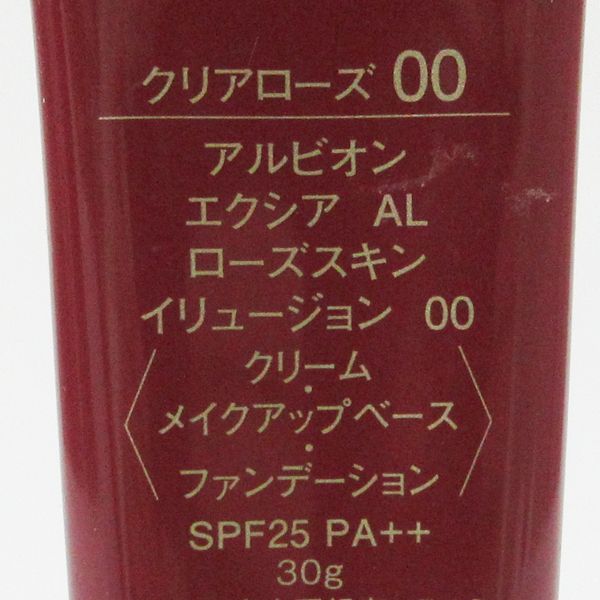 クリアローズ 00
アルビオン
エクシア AL
ローズスキン
イリュージョン 00
〈クリーム・
メイクアップベース・
ファンデーション〉
SPF25 PA++
30g